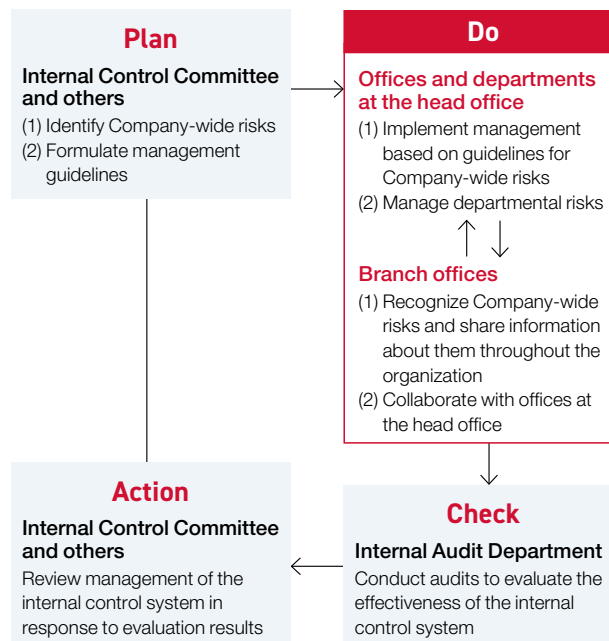 Plan
Internal Control Committee
and others
(1) Identify Company-wide risks
(2) Formulate management
guidelines
Do
Offices and departments
at the head office
(1) Implement management
based on guidelines for
Company-wide risks
(2) Manage departmental risks
Branch offices
(1) Recognize Company-wide
risks and share information
about them throughout the
organization
(2) Collaborate with offices at
the head office
Check
Internal Audit Department
Conduct audits to evaluate the
effectiveness of the internal
control system
Action
Internal Control Committee
and others
Review management of the
internal control system in
response to evaluation results